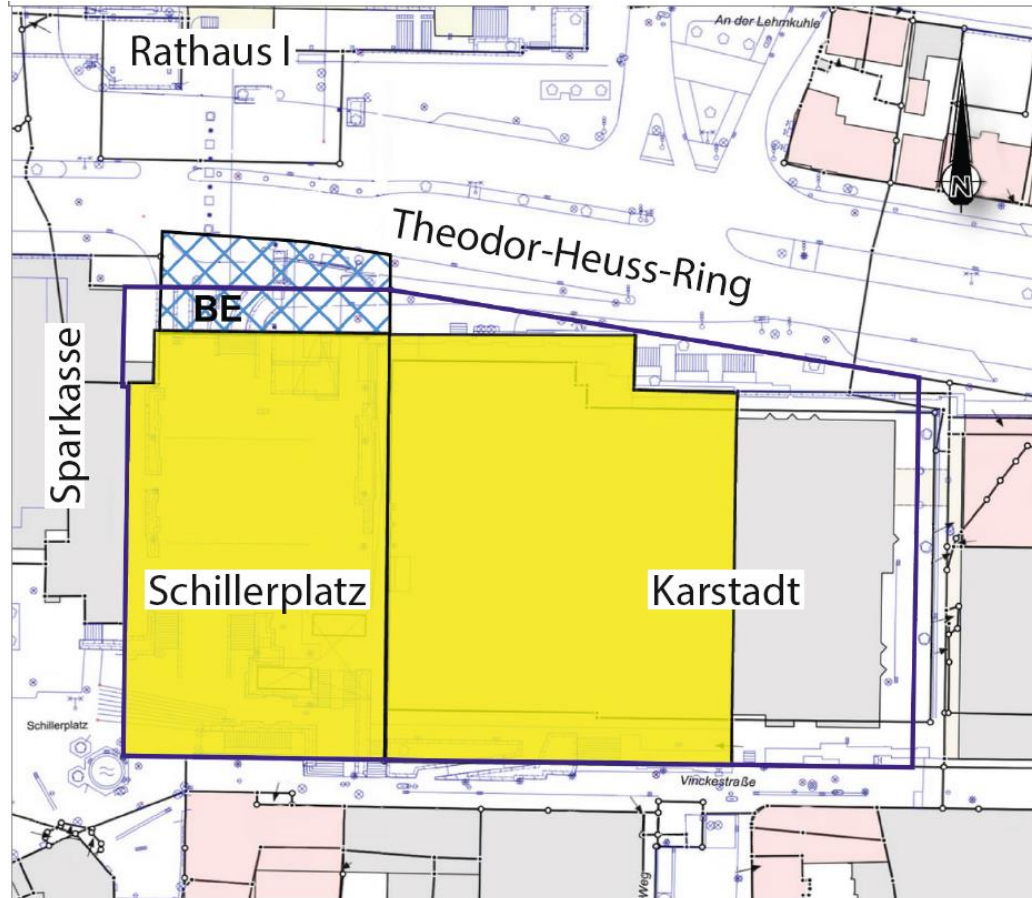 An der Lehmkuhle
Rathaus I
N
Theodor-Heuss-Ring
BE
Sparkasse
Schillerplatz
Karstadt
Schillerplatz
Vinckestraße
Weg